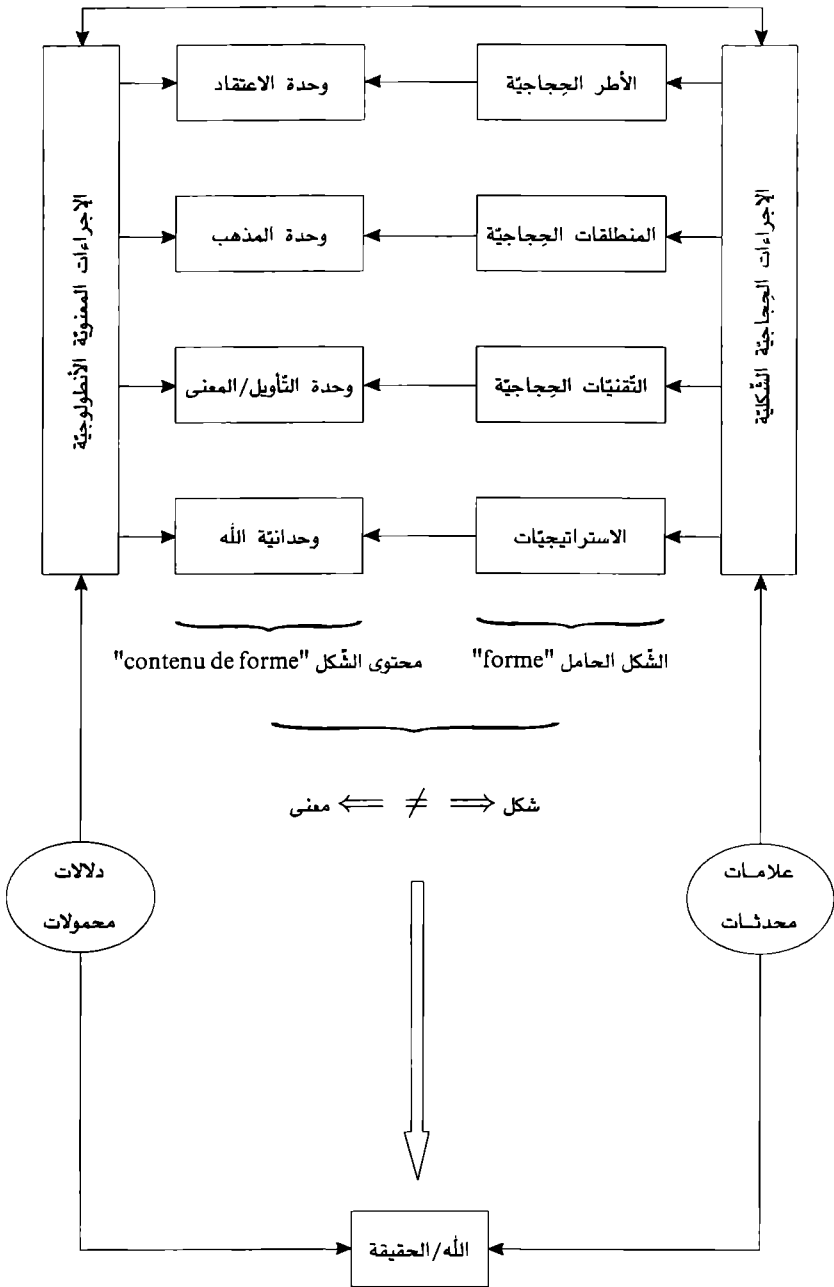 الإجراءات الحِجاجيّة الشّكليّة
الأطر الحِجاجيّة
وحدة الاعتقاد
الإجراءات المعنويّة الأنطولوجيّة
المنطلقات الحِجاجيّة
وحدة المذهب
التّقنيّات الحِجاجيّة
وحدة التّأويل/المعنى
الاستراتيجيّات
وحدانيّة الله
الشّكل الحامل "forme"
محتوى الشّكل "contenu de forme"
شكل ⟸ ≠ ⟹ معنى
علامـات
محدثـات
دلالات
محمولات
الله/الحقيقة